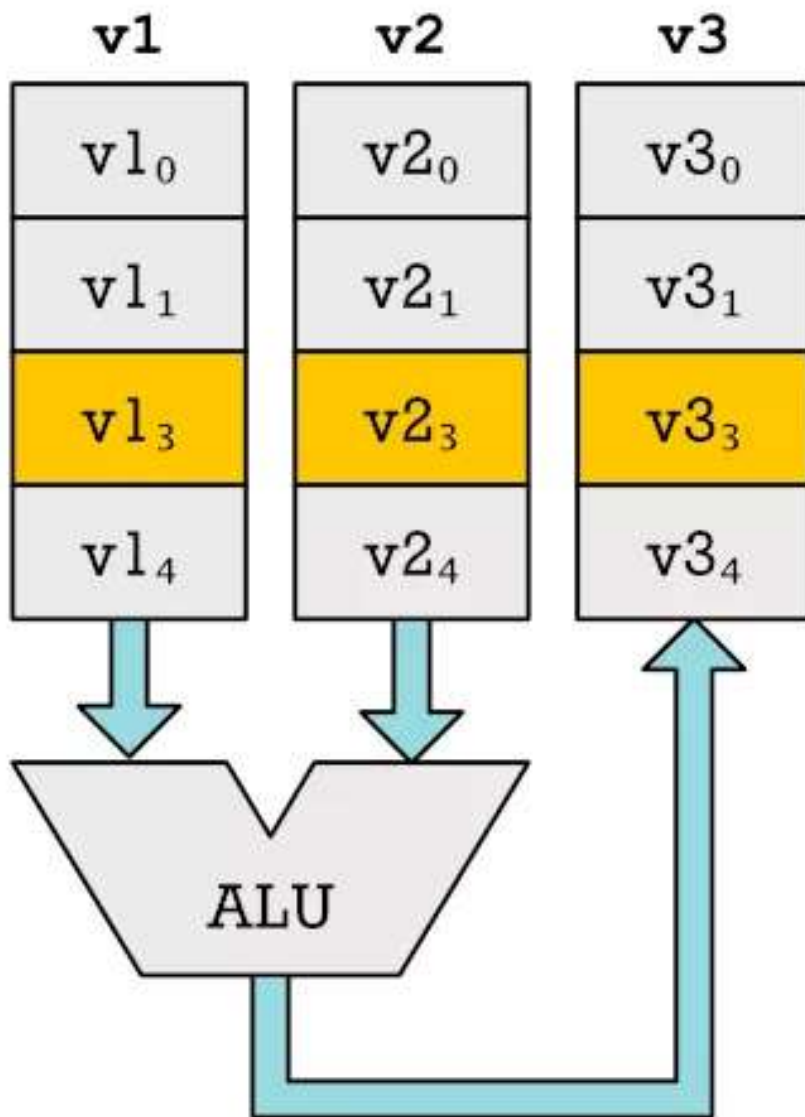 v1 v2 v3
v1₀ v2₀ v3₀
v1₁ v2₁ v3₁
v1₃ v2₃ v3₃
v1₄ v2₄ v3₄
ALU